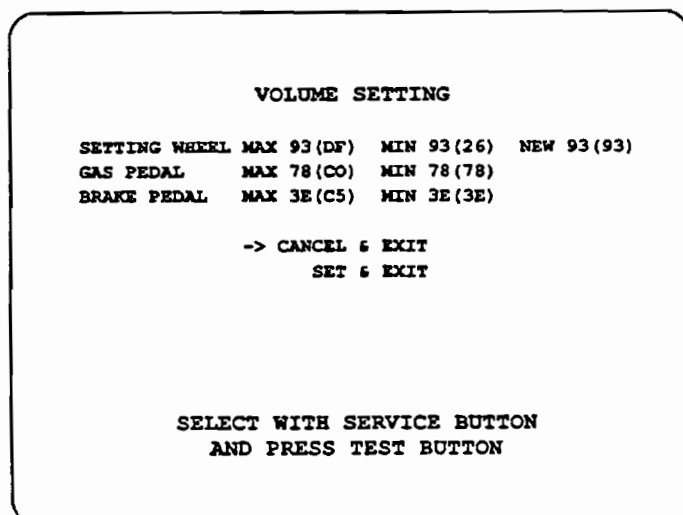 VOLUME SETTING
SETTING WHEEL MAX 93(DF) MIN 93(26) NEW 93(93)
GAS PEDAL MAX 78(C0) MIN 78(78)
BRAKE PEDAL MAX 3E(C5) MIN 3E(3E)
-> CANCEL & EXIT
SET & EXIT
SELECT WITH SERVICE BUTTON
AND PRESS TEST BUTTON